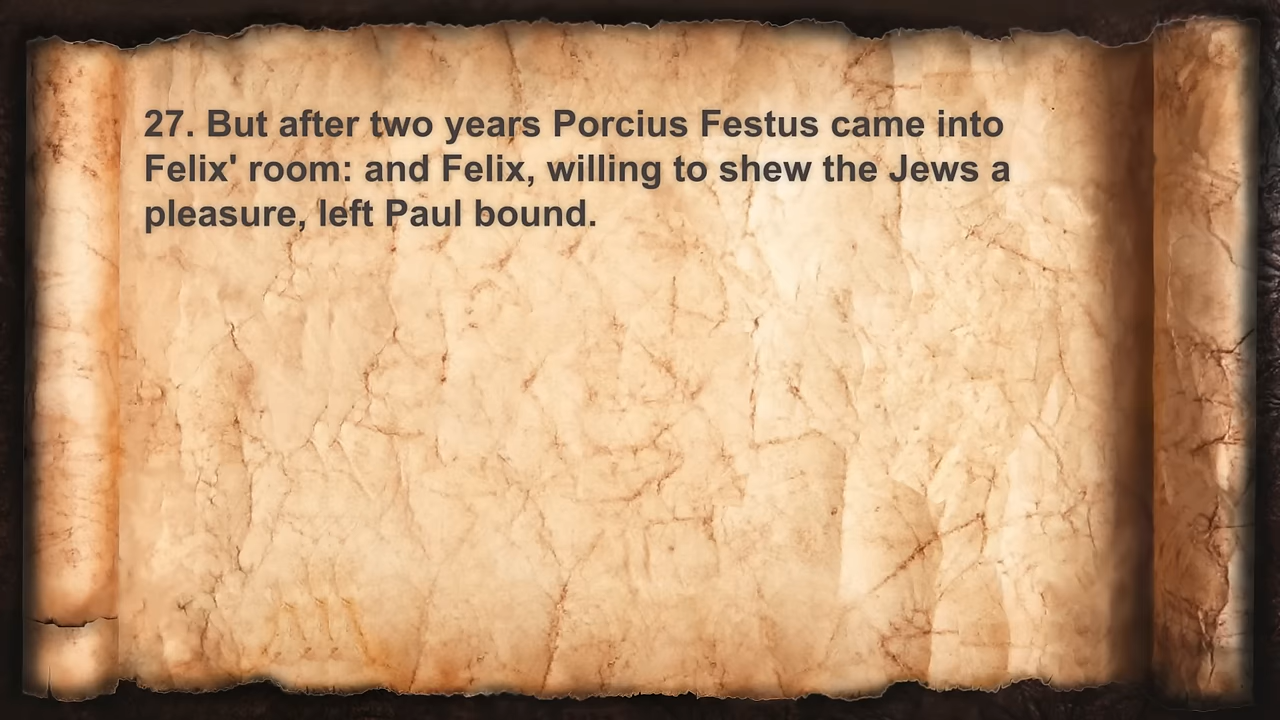 27. But after two years Porcius Festus came into
Felix' room: and Felix, willing to shew the Jews a
pleasure, left Paul bound.